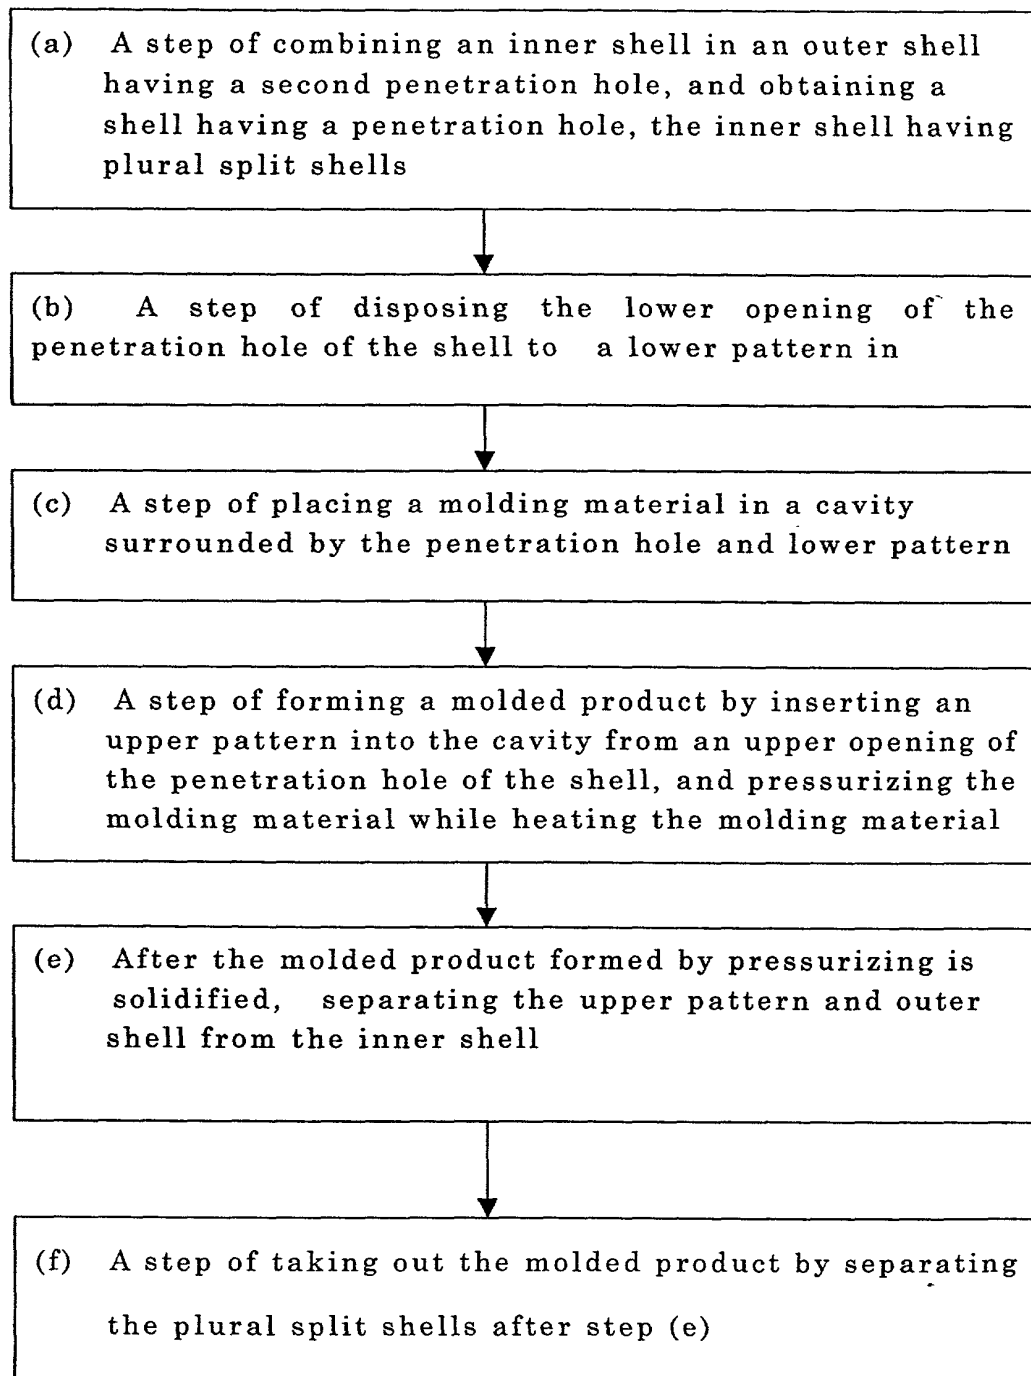 (a) A step of combining an inner shell in an outer shell
having a second penetration hole, and obtaining a
shell having a penetration hole, the inner shell having
plural split shells
(b) A step of disposing the lower opening of the
penetration hole of the shell to a lower pattern in
(c) A step of placing a molding material in a cavity
surrounded by the penetration hole and lower pattern
(d) A step of forming a molded product by inserting an
upper pattern into the cavity from an upper opening of
the penetration hole of the shell, and pressurizing the
molding material while heating the molding material
(e) After the molded product formed by pressurizing is
solidified, separating the upper pattern and outer
shell from the inner shell
(f) A step of taking out the molded product by separating
the plural split shells after step (e)